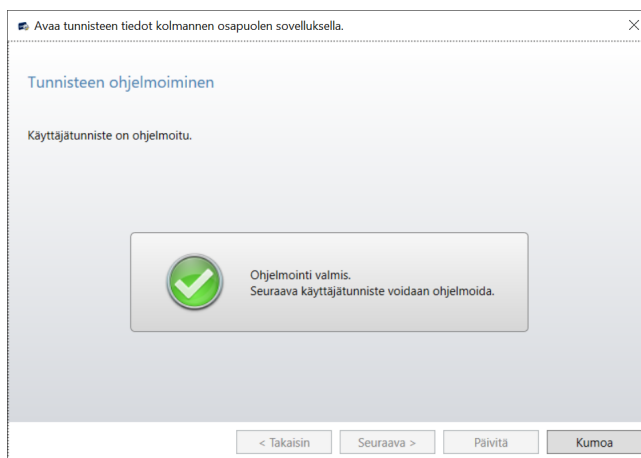 Avaa tunnisteen tiedot kolmannen osapuolen sovelluksella.
Tunnisteen ohjelmoiminen
Käyttäjätunniste on ohjelmoitu.
Ohjelmointi valmis.
Seuraava käyttäjätunniste voidaan ohjelmoida.
< Takaisin
Seuraava >
Päivitä
Kumoa